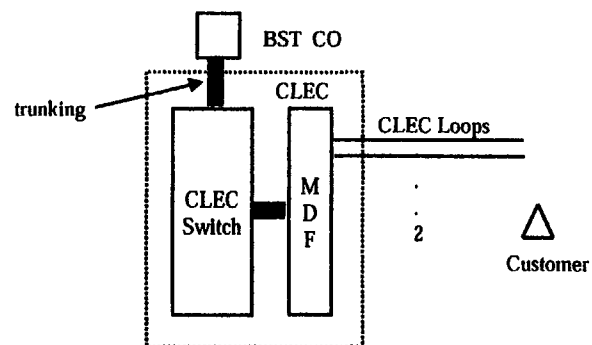 BST CO
trunking
CLEC
CLEC Loops
CLEC
Switch
M
D
F
.
.
2
Customer